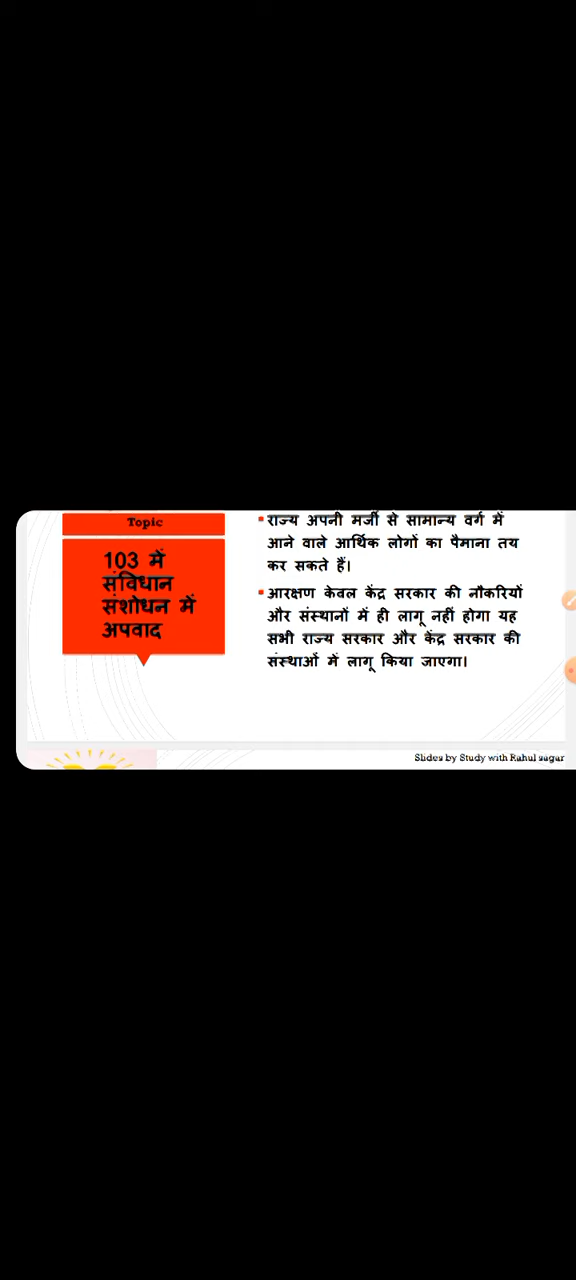 Topic
103 में
संविधान
संशोधन में
अपवाद
राज्य अपनी मर्जी से सामान्य वर्ग में
आने वाले आर्थिक लोगों का पैमाना तय
कर सकते हैं।
आरक्षण केवल केंद्र सरकार की नौकरियों
और संस्थानों में ही लागू नहीं होगा यह
सभी राज्य सरकार और केंद्र सरकार की
संस्थाओं में लागू किया जाएगा।
Slides by Study with Rahul sagar